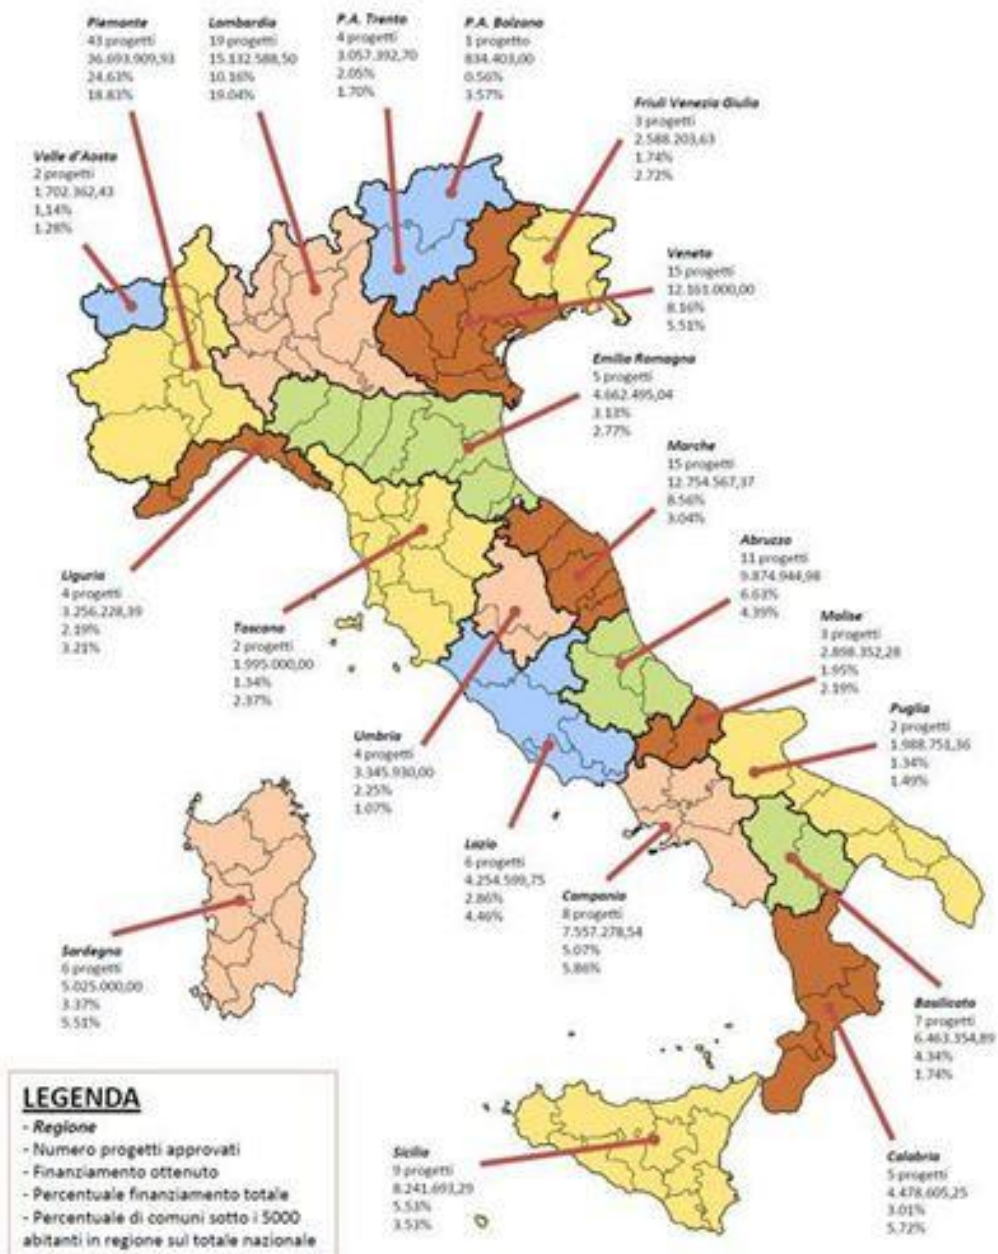 Piemonte
43 progetti
36.693.909,93
24.63%
18.83%
Lombardia
19 progetti
15.132.588,50
10.16%
19.04%
P.A. Trento
4 progetti
3.057.392,70
2.05%
1.70%
P.A. Bolzano
1 progetto
834.403,00
0.56%
3.57%
Friuli Venezia Giulia
3 progetti
2.588.203,63
1.74%
2.72%
Valle d'Aosta
2 progetti
1.702.362,43
1,14%
1.28%
Veneto
15 progetti
12.161.000,00
8.16%
5.51%
Emilia Romagna
5 progetti
4.662.495,04
3.13%
2.77%
Marche
15 progetti
12.754.567,37
8.56%
3.04%
Abruzzo
11 progetti
9.874.944,98
6.63%
4.39%
Liguria
4 progetti
3.256.228,39
2.19%
3.21%
Toscana
2 progetti
1.995.000,00
1.34%
2.37%
Molise
3 progetti
2.898.352,28
1.95%
2.19%
Puglia
2 progetti
1.988.751,36
1.34%
1.49%
Umbria
4 progetti
3.345.930,00
2.25%
1.07%
Lazio
6 progetti
4.254.599,75
2.86%
4.46%
Campania
8 progetti
7.557.278,54
5.07%
5.86%
Sardegna
6 progetti
5.025.000,00
3.37%
5.51%
Basilicata
7 progetti
6.463.354,89
4.34%
1.74%
Sicilia
9 progetti
8.241.693,29
5.53%
3.53%
Calabria
5 progetti
4.478.605,25
3.01%
5.72%
LEGENDA
- Regione
- Numero progetti approvati
- Finanziamento ottenuto
- Percentuale finanziamento totale
- Percentuale di comuni sotto i 5000
abitanti in regione sul totale nazionale